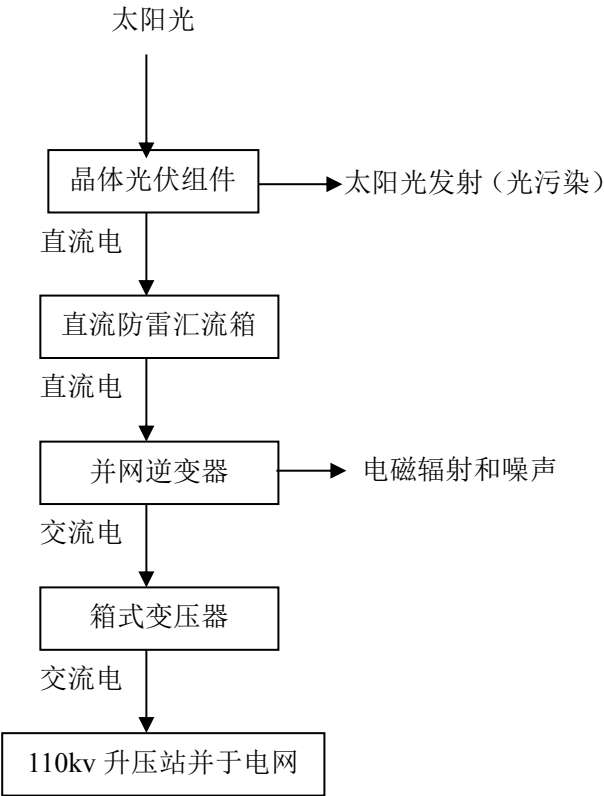 太阳光
晶体光伏组件
太阳光发射（光污染）
直流电
直流防雷汇流箱
直流电
并网逆变器
电磁辐射和噪声
交流电
箱式变压器
交流电
110kv 升压站并于电网